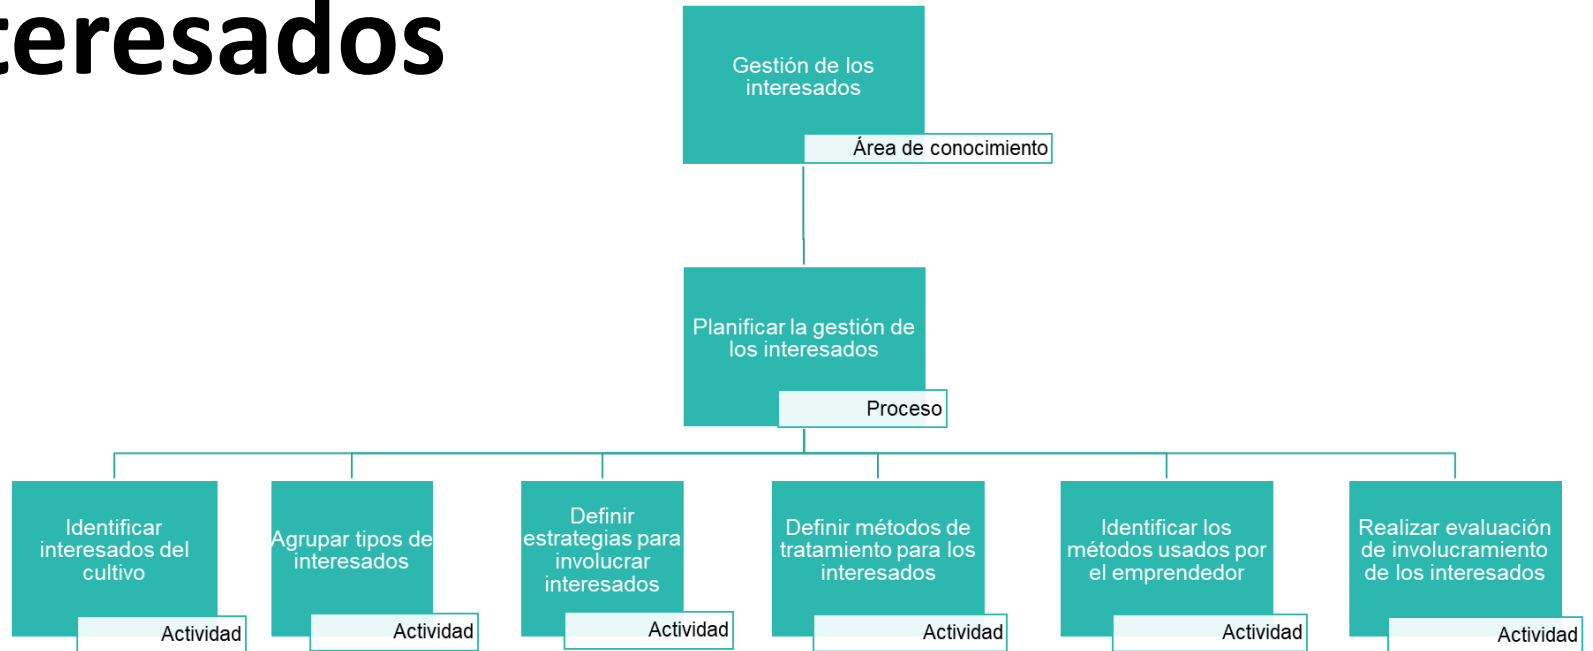 teresados
Gestión de los
interesados
Área de conocimiento
Planificar la gestión de
los interesados
Proceso
Identificar
interesados del
cultivo
Actividad
Agrupar tipos de
interesados
Actividad
Definir
estrategias para
involucrar
interesados
Actividad
Definir métodos de
tratamiento para los
interesados
Actividad
Identificar los
métodos usados por
el emprendedor
Actividad
Realizar evaluación
de involucramiento
de los interesados
Actividad